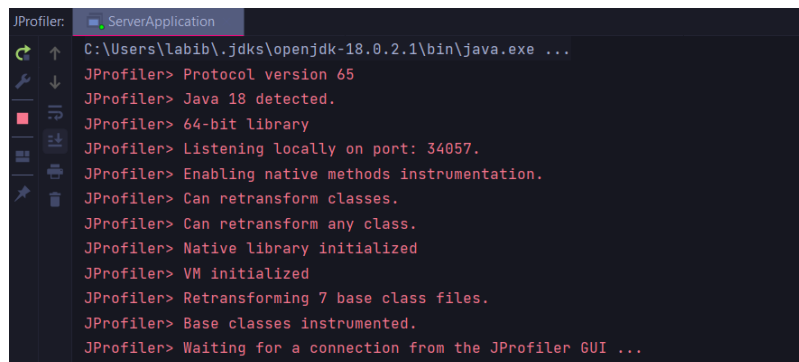 JProfiler: ServerApplication
C:\Users\labib\.jdks\openjdk-18.0.2.1\bin\java.exe ...
JProfiler> Protocol version 65
JProfiler> Java 18 detected.
JProfiler> 64-bit library
JProfiler> Listening locally on port: 34057.
JProfiler> Enabling native methods instrumentation.
JProfiler> Can retransform classes.
JProfiler> Can retransform any class.
JProfiler> Native library initialized
JProfiler> VM initialized
JProfiler> Retransforming 7 base class files.
JProfiler> Base classes instrumented.
JProfiler> Waiting for a connection from the JProfiler GUI ...